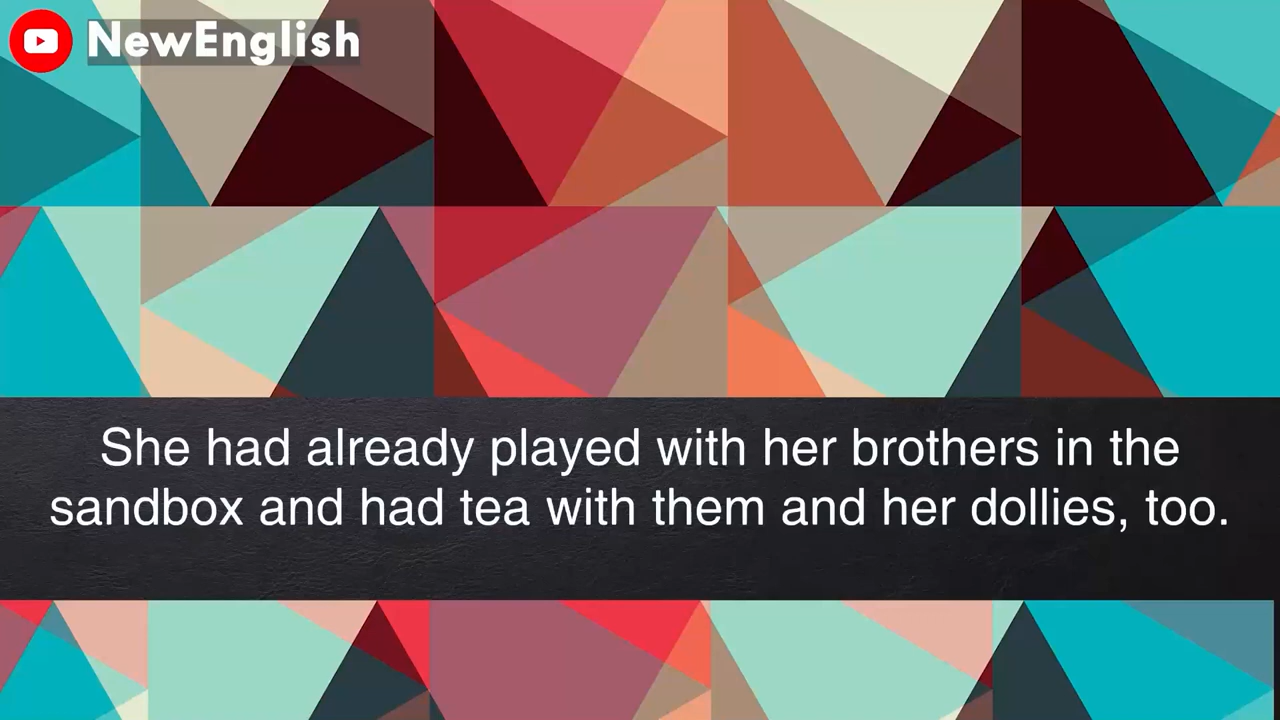 NewEnglish
She had already played with her brothers in the
sandbox and had tea with them and her dollies, too.